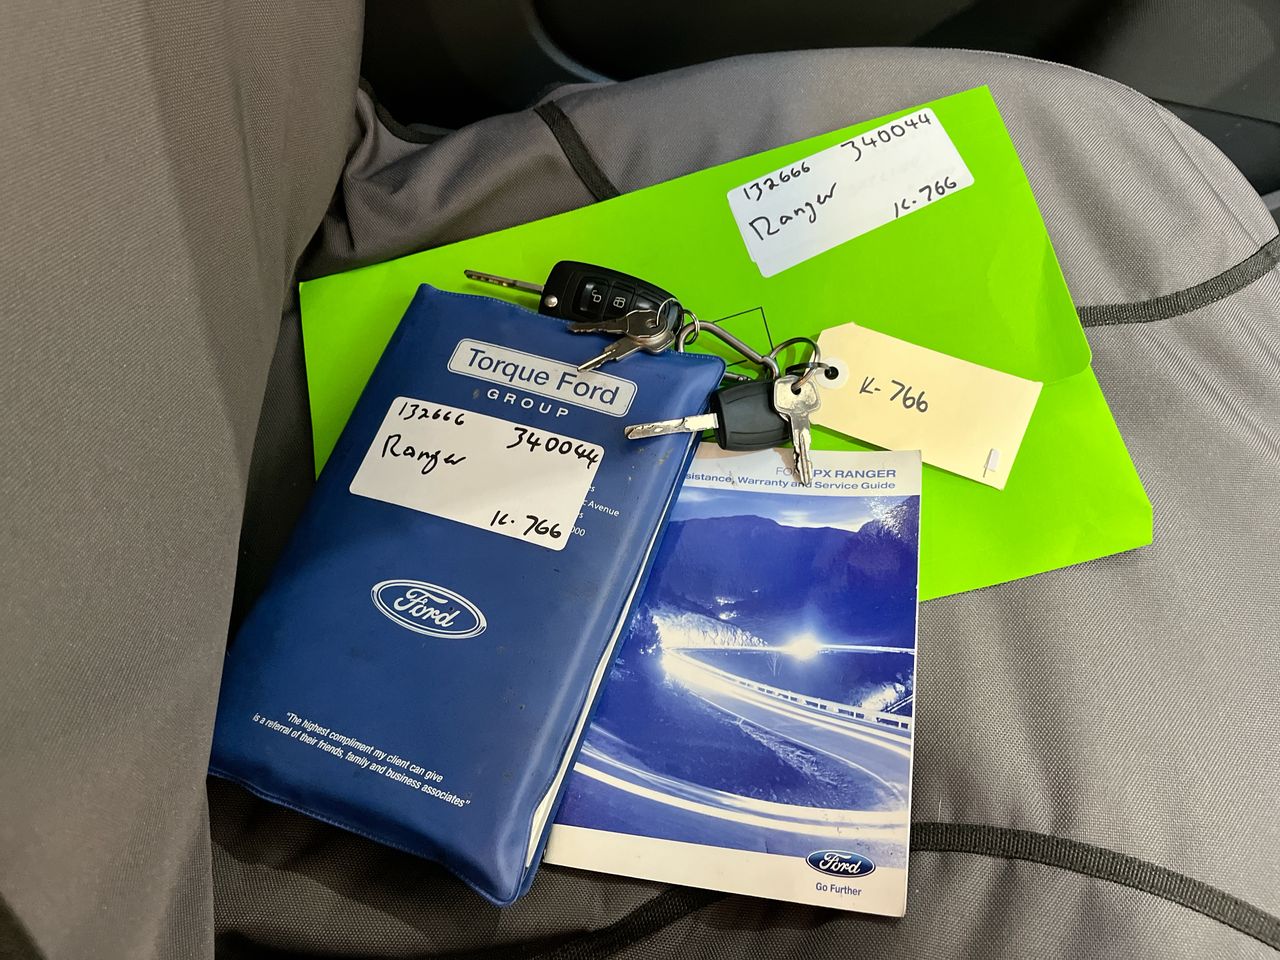 132666 340044
Ranger
K-766
K-766
Torque Ford
GROUP
132666 340044
Ranger
K-766
Avenue
Ford
"The highest compliment my client can give
is a referral of their friends, family and business associates"
PX RANGER
Warranty and Service Guide
Ford
Go Further